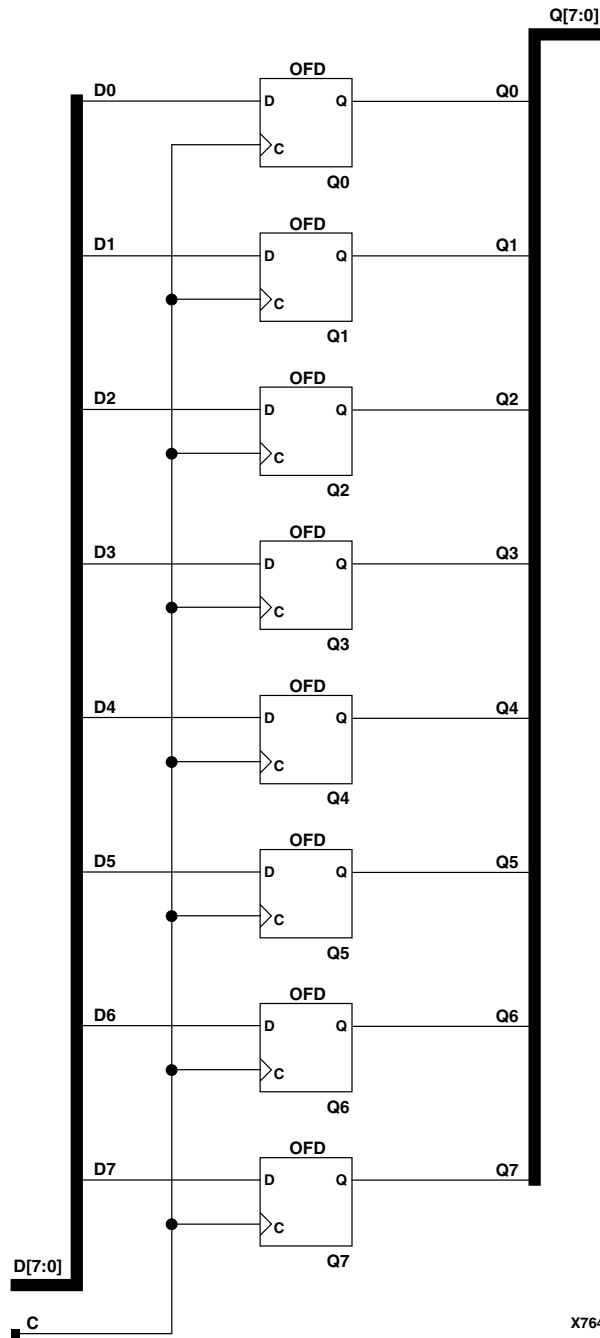 Q[7:0]
OFD
D0 D Q Q0
C
Q0
OFD
D1 D Q Q1
C
Q1
OFD
D2 D Q Q2
C
Q2
OFD
D3 D Q Q3
C
Q3
OFD
D4 D Q Q4
C
Q4
OFD
D5 D Q Q5
C
Q5
OFD
D6 D Q Q6
C
Q6
OFD
D7 D Q Q7
C
Q7
D[7:0]
C